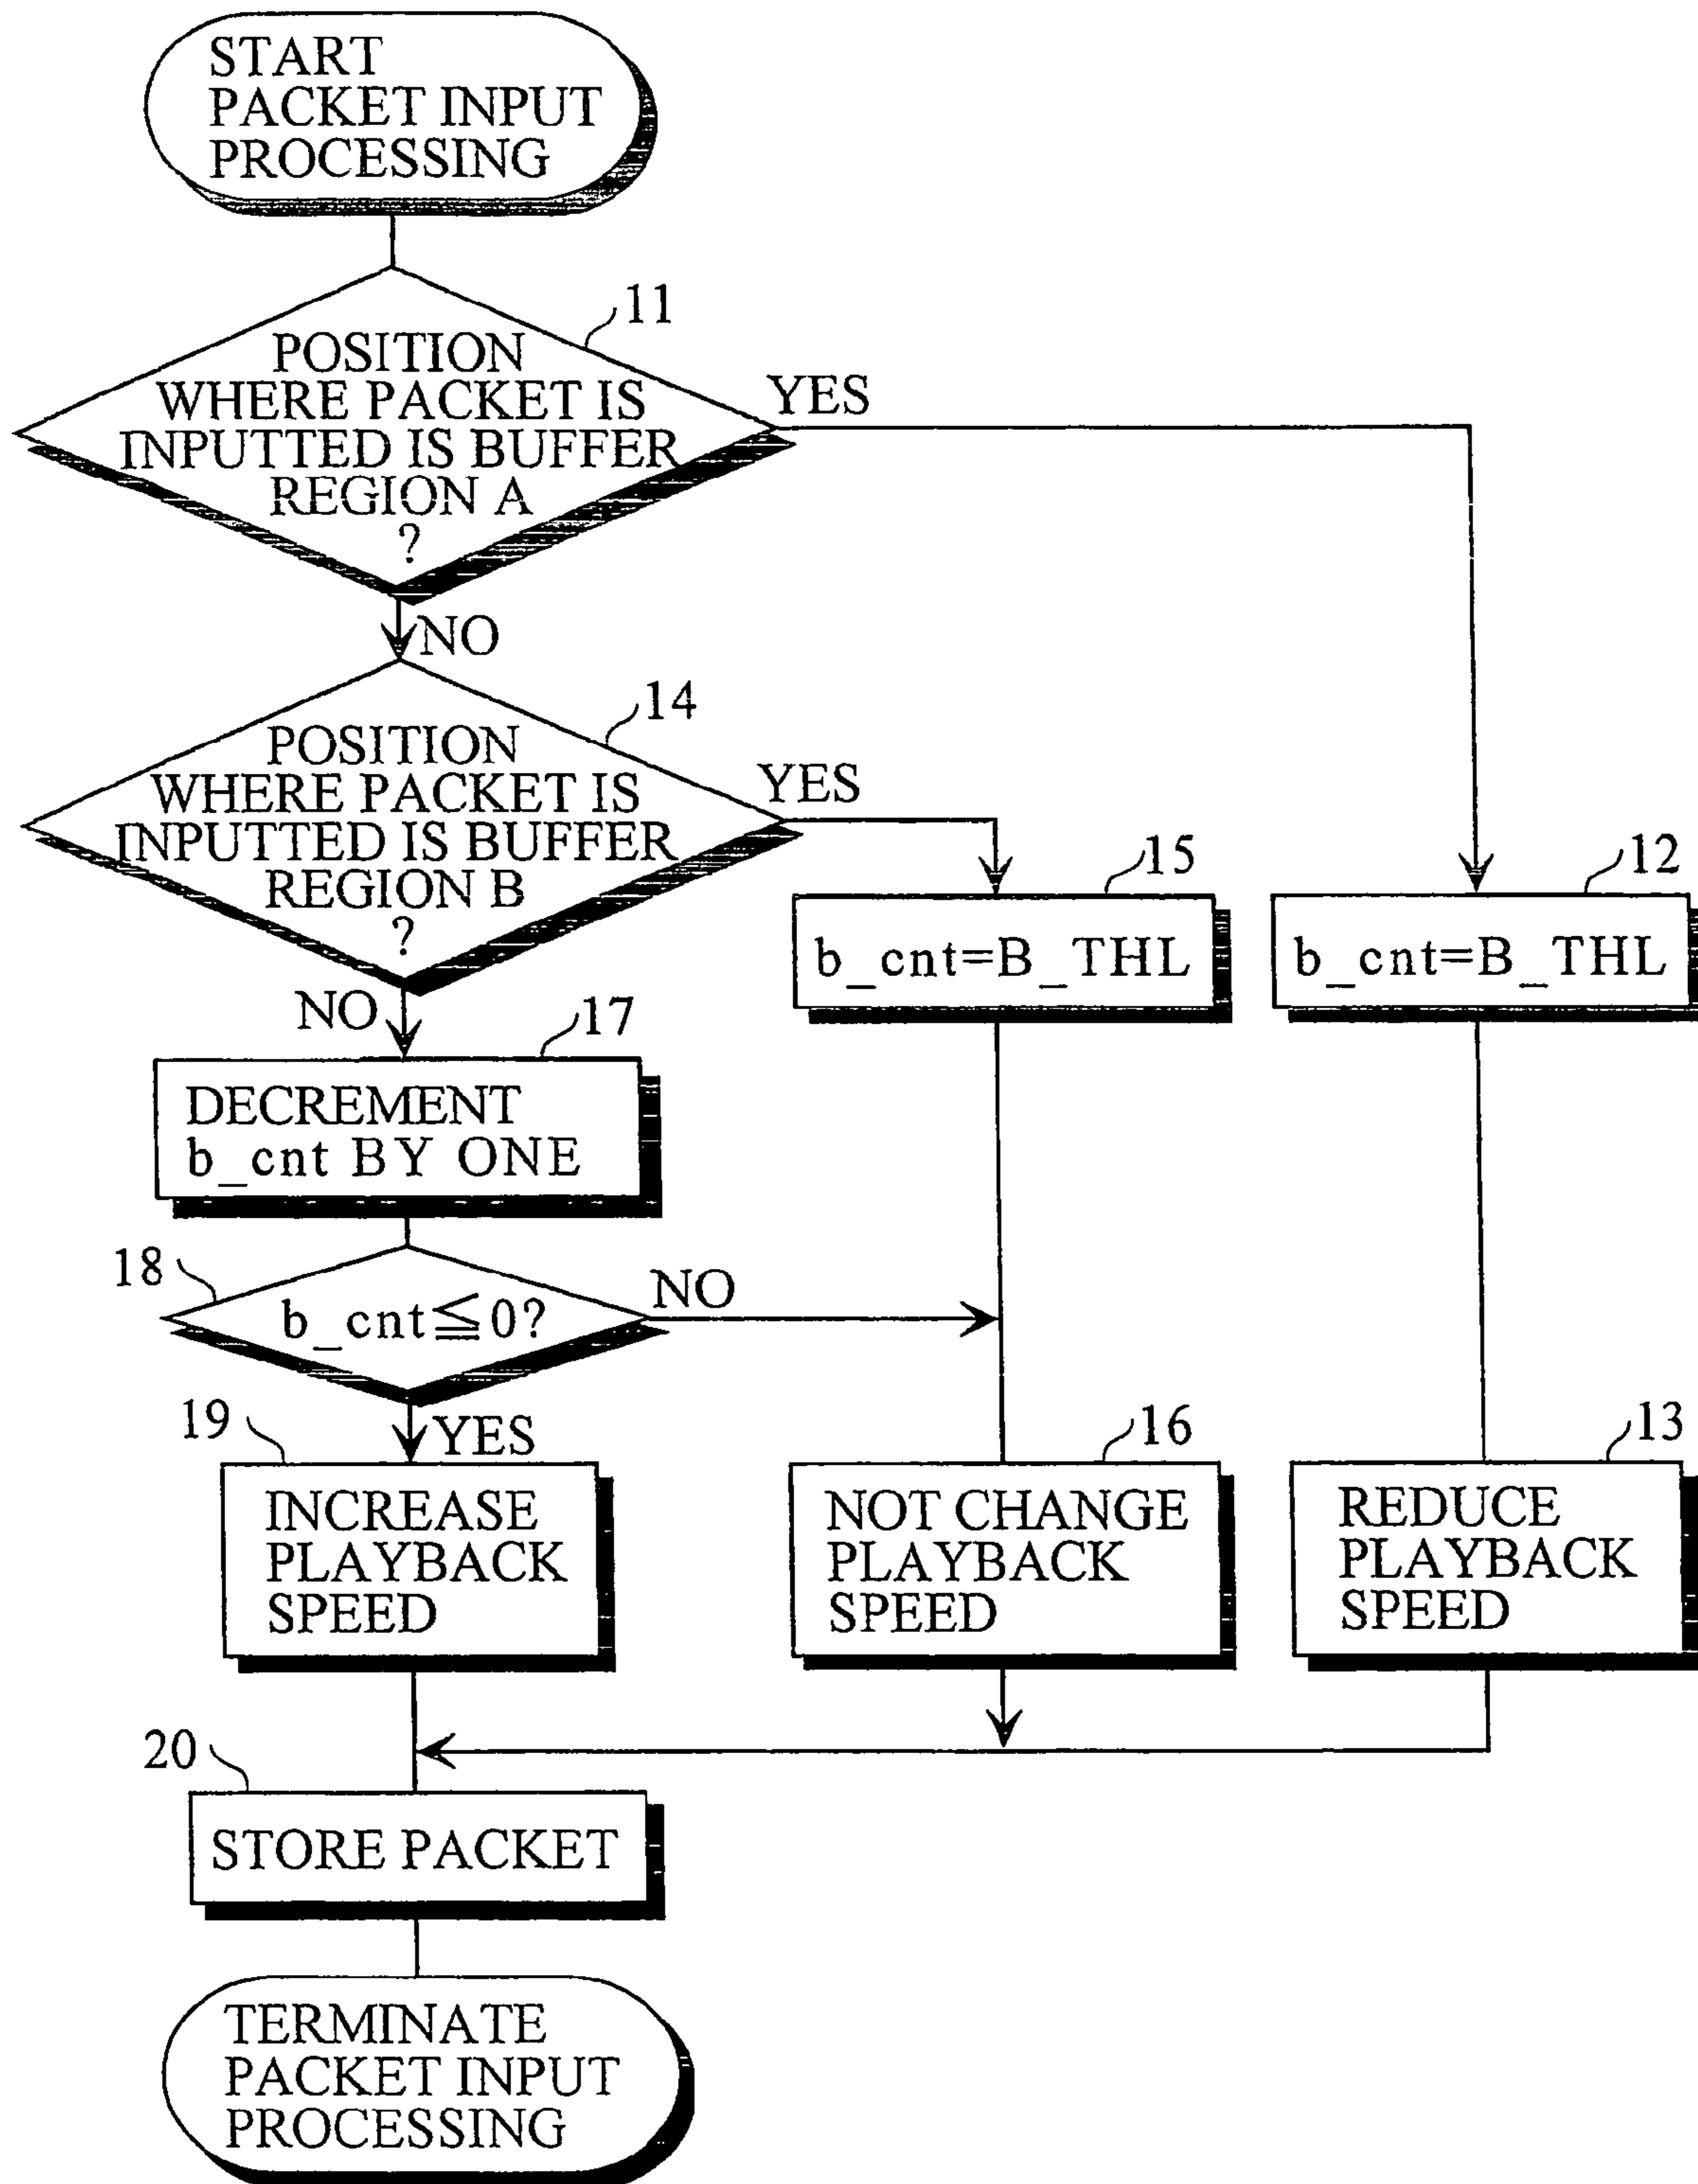 START
PACKET INPUT
PROCESSING
11
POSITION
WHERE PACKET IS
INPUTTED IS BUFFER
REGION A
?
YES
NO
14
POSITION
WHERE PACKET IS
INPUTTED IS BUFFER
REGION B
?
YES
15
b_cnt=B_THL
12
b_cnt=B_THL
NO
17
DECREMENT
b_cnt BY ONE
18
b_cnt≦0?
NO
19
YES
INCREASE
PLAYBACK
SPEED
16
NOT CHANGE
PLAYBACK
SPEED
13
REDUCE
PLAYBACK
SPEED
20
STORE PACKET
TERMINATE
PACKET INPUT
PROCESSING